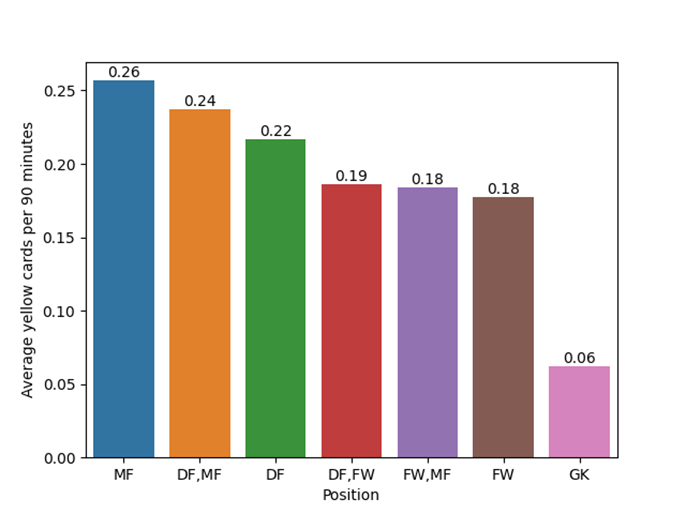 Average yellow cards per 90 minutes
0.25
0.20
0.15
0.10
0.05
0.00
0.26
0.24
0.22
0.19
0.18
0.18
0.06
MF
DF,MF
DF
DF,FW
FW,MF
FW
GK
Position